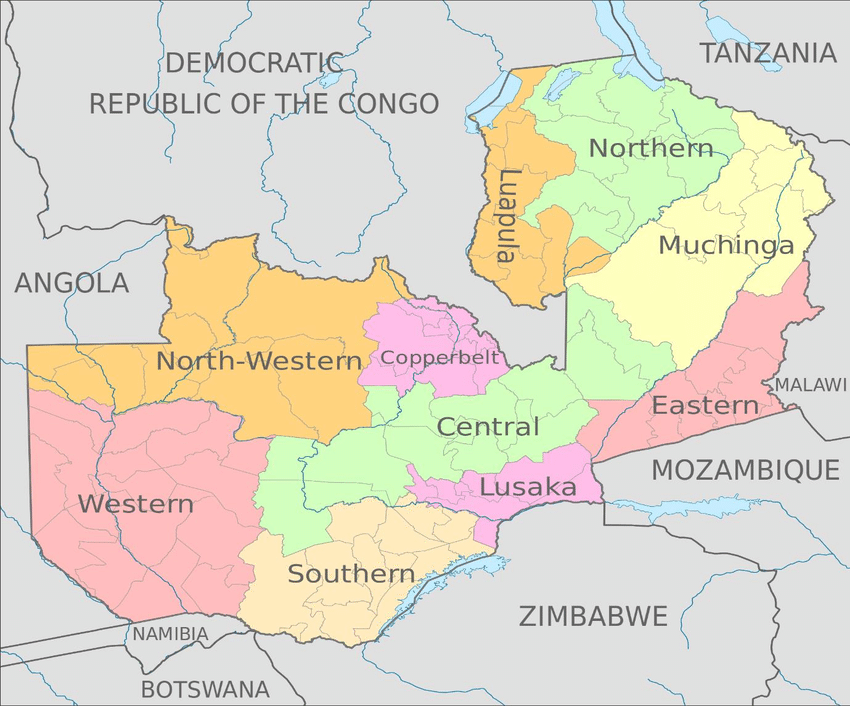 TANZANIA
DEMOCRATIC
REPUBLIC OF THE CONGO
Northern
Luapula
Muchinga
ANGOLA
North-Western
Copperbelt
MALAWI
Eastern
Central
MOZAMBIQUE
Lusaka
Western
Southern
ZIMBABWE
NAMIBIA
BOTSWANA